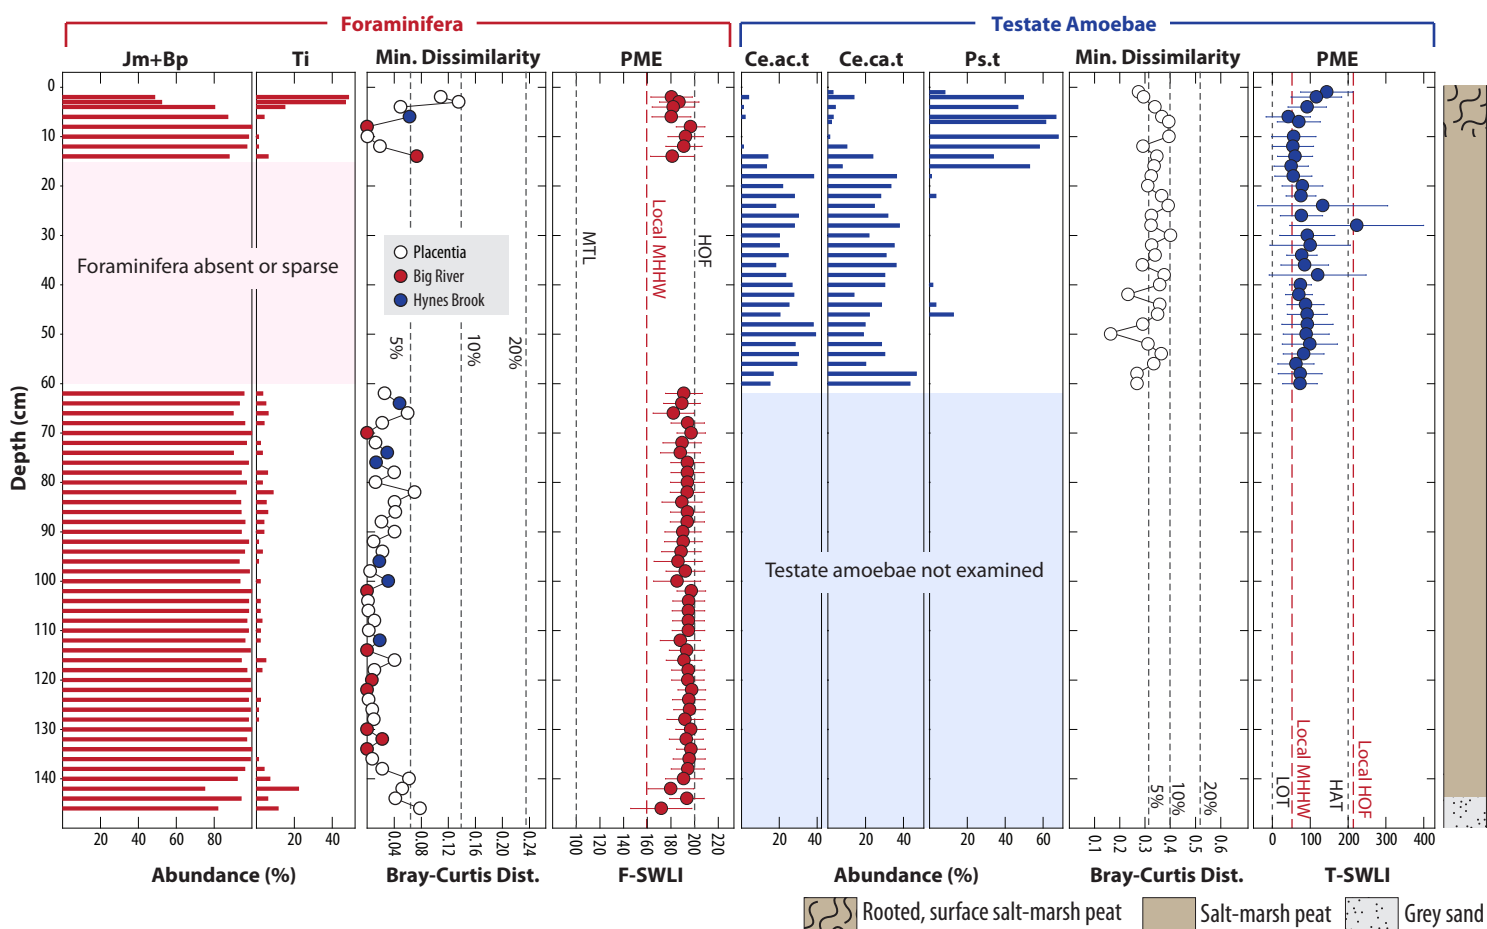 Foraminifera
Testate Amoebae
Jm+Bp
Ti
Min. Dissimilarity
PME
Ce.ac.t
Ce.ca.t
Ps.t
Min. Dissimilarity
PME
Depth (cm)
0
10
20
30
40
50
60
70
80
90
100
110
120
130
140
Foraminifera absent or sparse
Placentia
Big River
Hynes Brook
5%
10%
20%
MTL
Local MHHW
HOF
Testate amoebae not examined
5%
10%
20%
LOT
Local MHHW
HAT
Local HOF
20 40 60 80
20 40
0.04 0.08 0.12 0.16 0.20 0.24
100 120 140 160 180 200 220
20 40
20 40
20 40 60
0.1 0.2 0.3 0.4 0.5 0.6
0 100 200 300 400
Abundance (%)
Bray-Curtis Dist.
F-SWLI
Abundance (%)
Bray-Curtis Dist.
T-SWLI
Rooted, surface salt-marsh peat
Salt-marsh peat
Grey sand